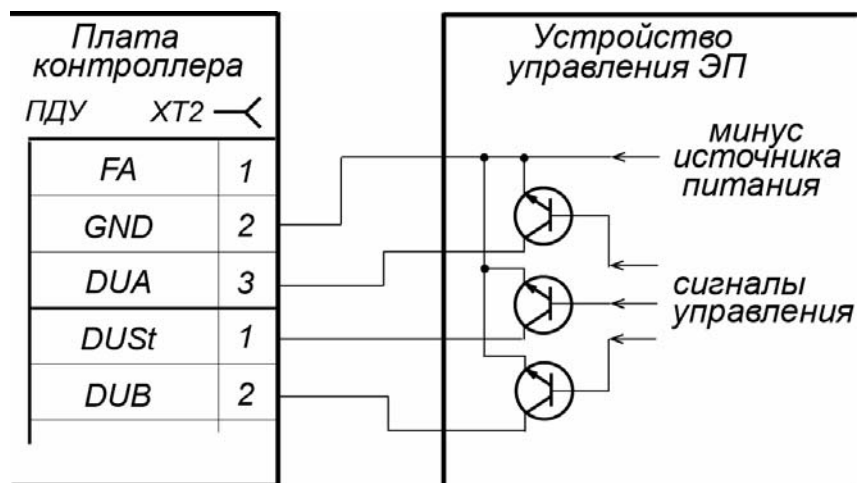 Плата
контроллера
ПДУ XT2
FA 1
GND 2
DUA 3
DUSt 1
DUB 2
Устройство
управления ЭП
минус
источника
питания
сигналы
управления